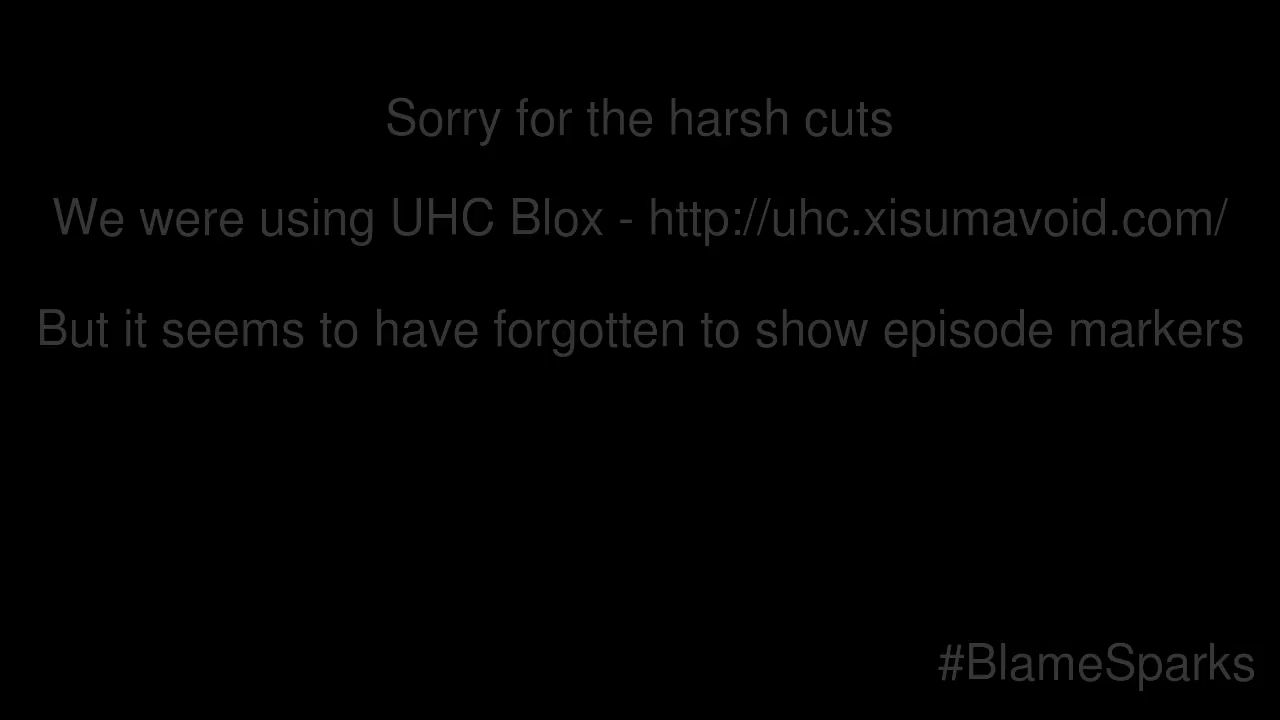 Sorry for the harsh cuts
We were using UHC Blox - http://uhc.xisumavoid.com/
But it seems to have forgotten to show episode markers
#BlameSparks